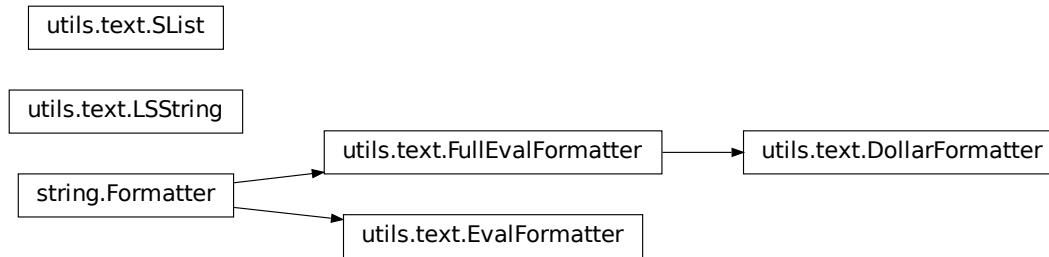 utils.text.SList
utils.text.LSString
utils.text.FullEvalFormatter
utils.text.DollarFormatter
string.Formatter
utils.text.EvalFormatter